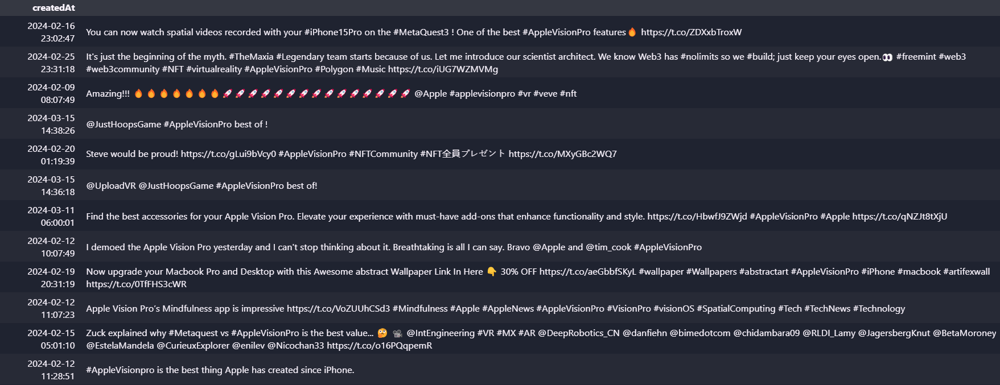 createdAt
2024-02-16
23:02:47
You can now watch spatial videos recorded with your #iPhone15Pro on the #MetaQuest3 ! One of the best #AppleVisionPro features🔥 https://t.co/ZDXxbTroxW
2024-02-25
23:31:18
It's just the beginning of the myth. #TheMaxia #Legendary team starts because of us. Let me introduce our scientist architect. We know Web3 has #nolimits so we #build; just keep your eyes open.👀 #freemint #web3
#web3community #NFT #virtualreality #AppleVisionPro #Polygon #Music https://t.co/iUG7WZMVMg
2024-02-09
08:07:49
Amazing!!! 🔥🔥🔥🔥🔥🔥🔥🚀🚀🚀🚀🚀🚀🚀🚀🚀🚀🚀🚀🚀🚀🚀 @Apple #applevisionpro #vr #veve #nft
2024-03-15
14:38:26
@JustHoopsGame #AppleVisionPro best of !
2024-02-20
01:19:39
Steve would be proud! https://t.co/gLui9bVcy0 #AppleVisionPro #NFTCommunity #NFT全員プレゼント https://t.co/MXyGBc2WQ7
2024-03-15
14:36:18
@UploadVR @JustHoopsGame #AppleVisionPro best of!
2024-03-11
06:00:01
Find the best accessories for your Apple Vision Pro. Elevate your experience with must-have add-ons that enhance functionality and style. https://t.co/HbwfJ9ZWjd #AppleVisionPro #Apple https://t.co/qNZJt8tXjU
2024-02-12
10:07:49
I demoed the Apple Vision Pro yesterday and I can't stop thinking about it. Breathtaking is all I can say. Bravo @Apple and @tim_cook #AppleVisionPro
2024-02-19
20:31:19
Now upgrade your Macbook Pro and Desktop with this Awesome abstract Wallpaper Link In Here 👇 30% OFF https://t.co/aeGbbfSKyL #wallpaper #Wallpapers #abstractart #AppleVisionPro #iPhone #macbook #artifexwall
https://t.co/0TfFHS3cWR
2024-02-12
11:07:23
Apple Vision Pro’s Mindfulness app is impressive https://t.co/VoZUUhCSd3 #Mindfulness #Apple #AppleNews #AppleVisionPro #VisionPro #visionOS #SpatialComputing #Tech #TechNews #Technology
2024-02-15
05:01:10
Zuck explained why #Metaquest vs #AppleVisionPro is the best value... 🤔 📽 @IntEngineering #VR #MX #AR @DeepRobotics_CN @danfiehn @bimedotcom @chidambara09 @RLDI_Lamy @JagersbergKnut @BetaMoroney
@EstelaMandela @CurieuxExplorer @enilev @Nicochan33 https://t.co/o16PQqpemR
2024-02-12
11:28:51
#AppleVisionpro is the best thing Apple has created since iPhone.